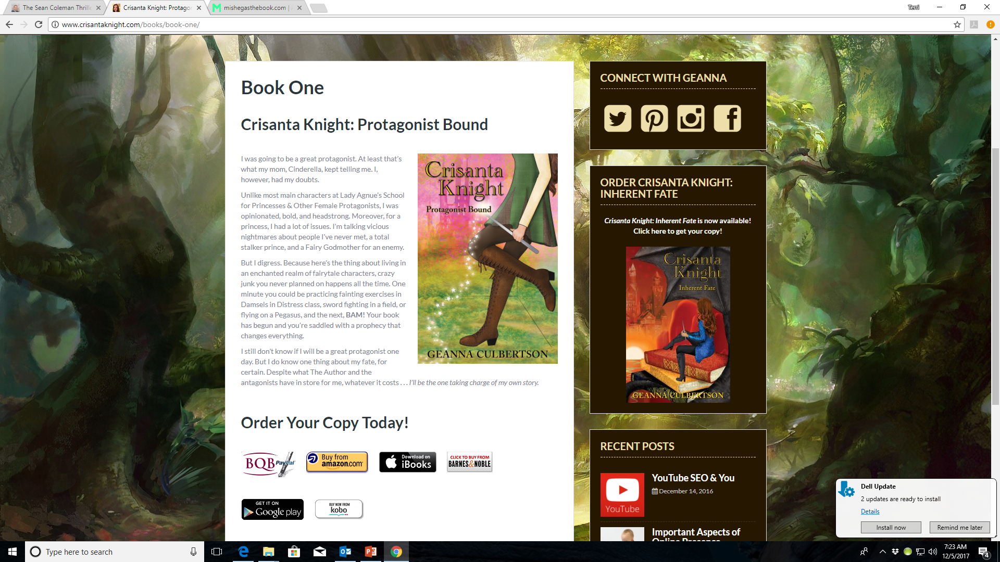 The Sean Coleman Thrille
Crisanta Knight: Protagon
mishegasthebook.com |
Terri
www.crisantaknight.com/books/book-one/
Book One
Crisanta Knight: Protagonist Bound
I was going to be a great protagonist. At least that's
what my mom, Cinderella, kept telling me. I,
however, had my doubts.
Unlike most main characters at Lady Agnue's School
for Princesses & Other Female Protagonists, I was
opinionated, bold, and headstrong. Moreover, for a
princess, I had a lot of issues. I'm talking vicious
nightmares about people I've never met, a total
stalker prince, and a Fairy Godmother for an enemy.
But I digress. Because here's the thing about living in
an enchanted realm of fairytale characters, crazy
junk you never planned on happens all the time. One
minute you could be practicing fainting exercises in
Damsels in Distress class, sword fighting in a field, or
flying on a Pegasus, and the next, BAM! Your book
has begun and you're saddled with a prophecy that
changes everything.
I still don't know if I will be a great protagonist one
day. But I do know one thing about my fate, for
certain. Despite what The Author and the
antagonists have in store for me, whatever it costs . . . I'll be the one taking charge of my own story.
Crisanta
Knight
Protagonist Bound
GEANNA CULBERTSON
Order Your Copy Today!
BQB PayPal
Buy from
amazon.com
Download on
iBooks
CLICK TO BUY FROM
BARNES&NOBLE
GET IT ON
Google play
BUY NOW FROM
kobo
CONNECT WITH GEANNA
ORDER CRISANTA KNIGHT:
INHERENT FATE
Crisanta Knight: Inherent Fate is now available!
Click here to get your copy!
Crisanta
Knight
Inherent Fate
GEANNA CULBERTSON
RECENT POSTS
YouTube
YouTube SEO & You
December 14, 2016
Important Aspects of
Online Presence
Dell Update
2 updates are ready to install
Details
Install now
Remind me later
Type here to search
7:23 AM
12/5/2017
4